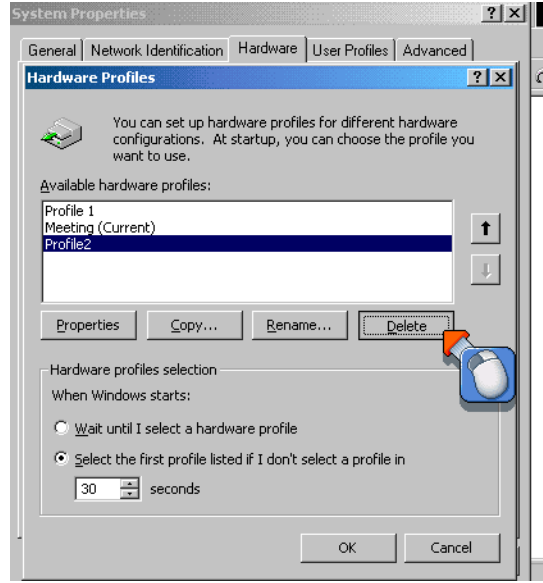 System Properties
General Network Identification Hardware User Profiles Advanced
Hardware Profiles
You can set up hardware profiles for different hardware
configurations. At startup, you can choose the profile you
want to use.
Available hardware profiles:
Profile 1
Meeting (Current)
Profile2
Properties Copy... Rename... Delete
Hardware profiles selection
When Windows starts:
Wait until I select a hardware profile
Select the first profile listed if I don't select a profile in
30 seconds
OK Cancel